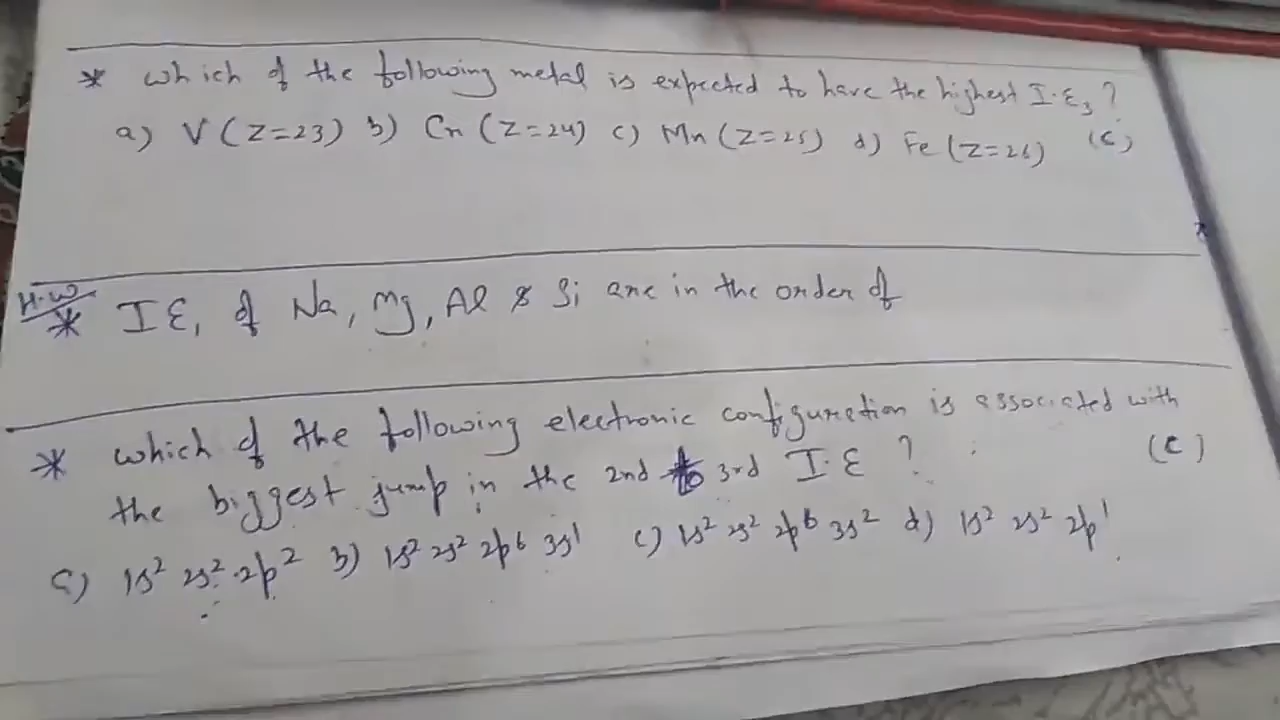 * Which of the following metal is expected to have the highest I.E₃?
a) V (Z=23) b) Cr (Z=24) c) Mn (Z=25) d) Fe (Z=26) (C)
H.W
* I E₁ of Na, Mg, Al & Si are in the order of
* which of the following electronic configuration is associated with
the biggest jump in the 2nd to 3rd I.E ? (C)
a) 1s² 2s² 2p² b) 1s² 2s² 2p⁶ 3s¹ c) 1s² 2s² 2p⁶ 3s² d) 1s² 2s² 2p¹